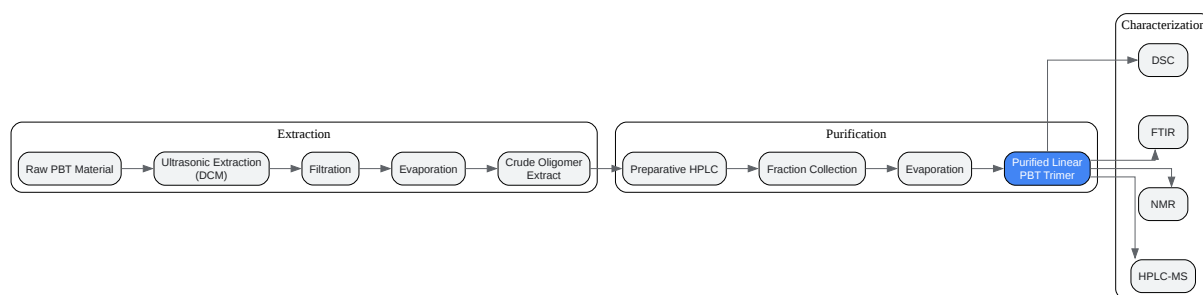 Characterization
DSC
Extraction
Purification
Raw PBT Material
Ultrasonic Extraction
(DCM)
Filtration
Evaporation
Crude Oligomer
Extract
Preparative HPLC
Fraction Collection
Evaporation
Purified Linear
PBT Trimer
FTIR
NMR
HPLC-MS